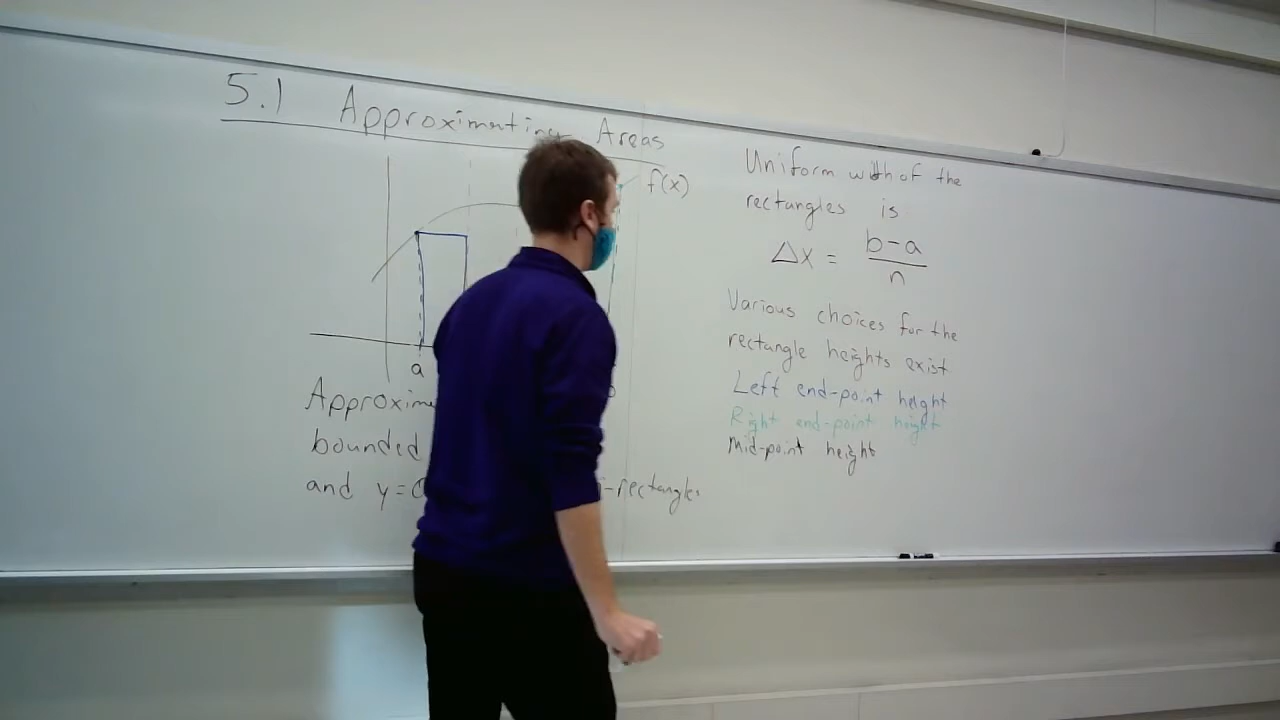 5.1 Approximating Areas
f(x)
a
Approxim
bounded
and y=0
n-rectangles
Uniform width of the
rectangles is
Δx = b-a
n
Various choices for the
rectangle heights exist
Left end-point height
Right end-point height
Mid-point height